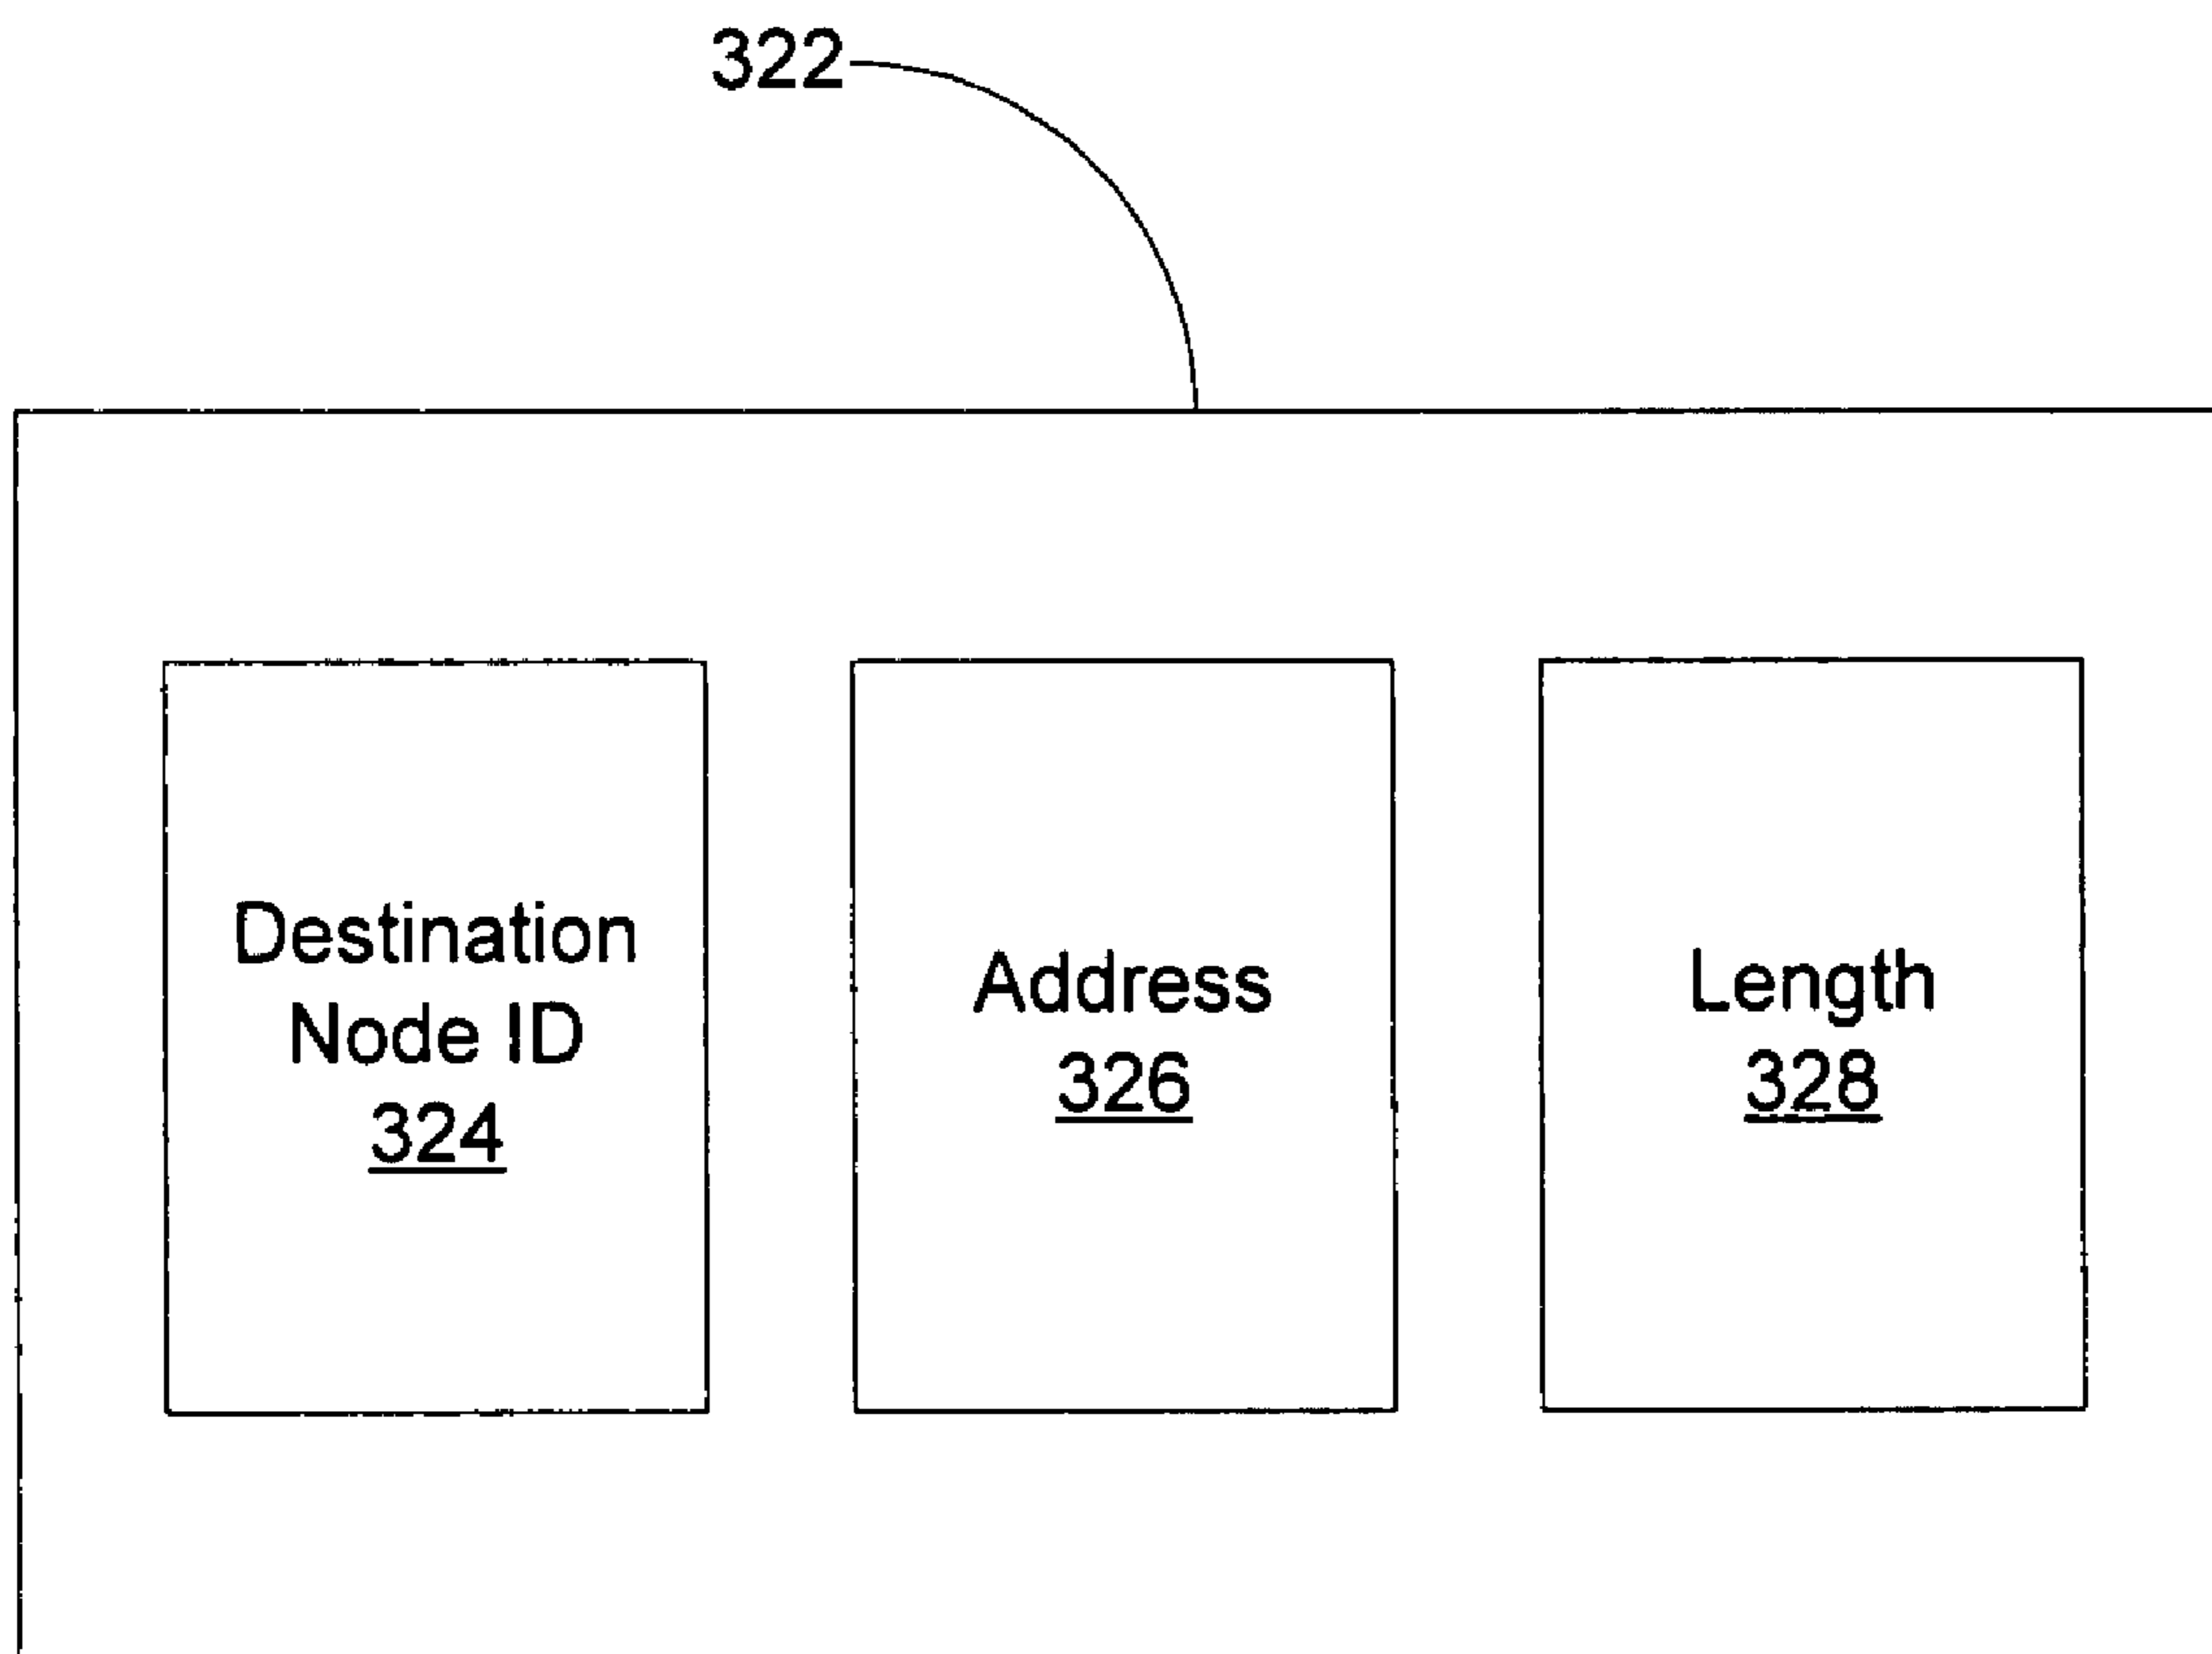 322
Destination
Node ID
324
Address
326
Length
328